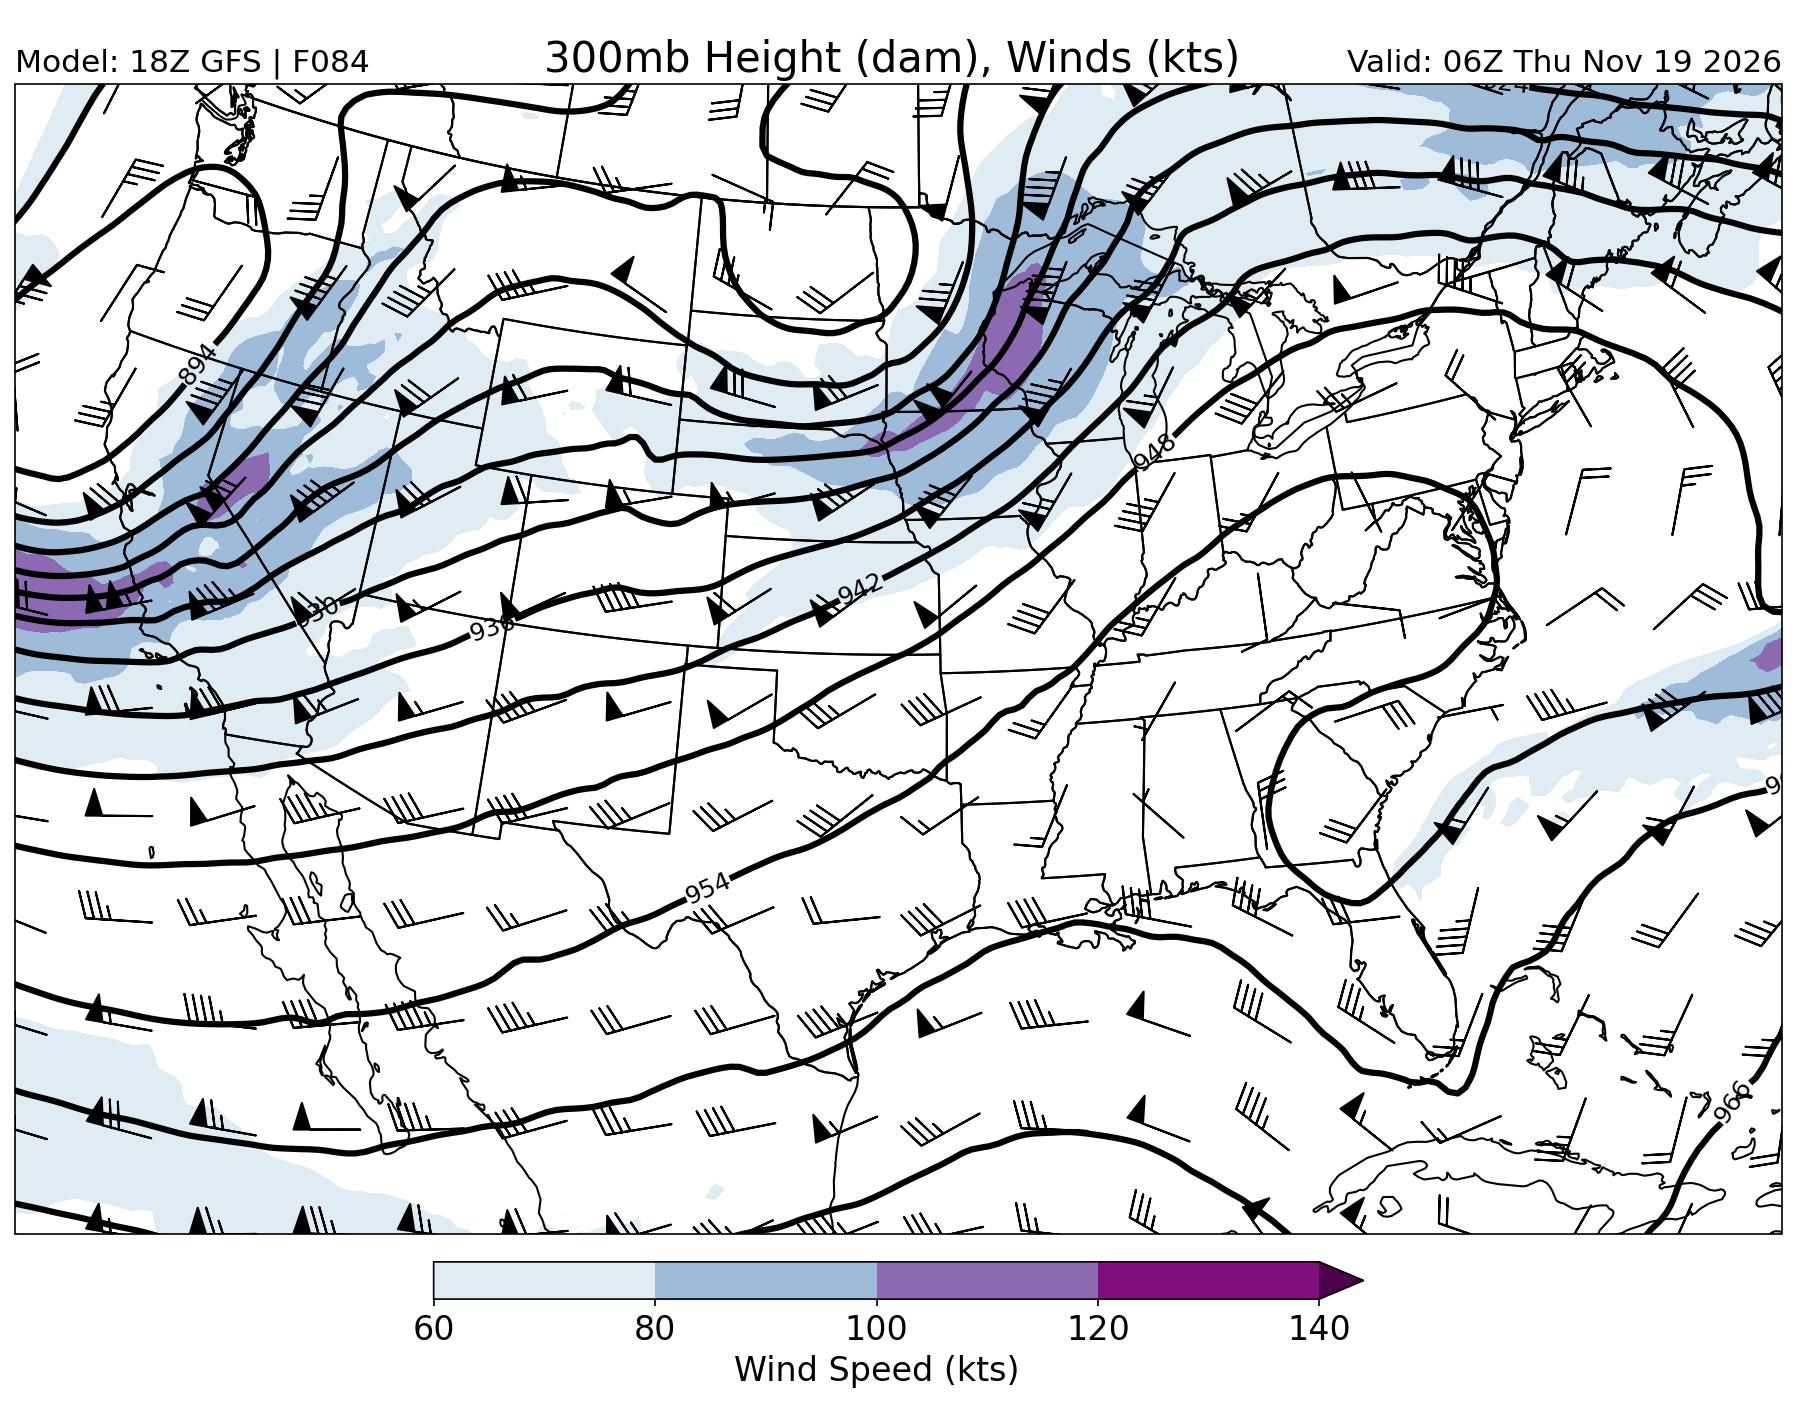 Model: 18Z GFS | F084
300mb Height (dam), Winds (kts)
Valid: 06Z Thu Nov 19 2026
894
948
942
930
936
954
966
60 80 100 120 140
Wind Speed (kts)